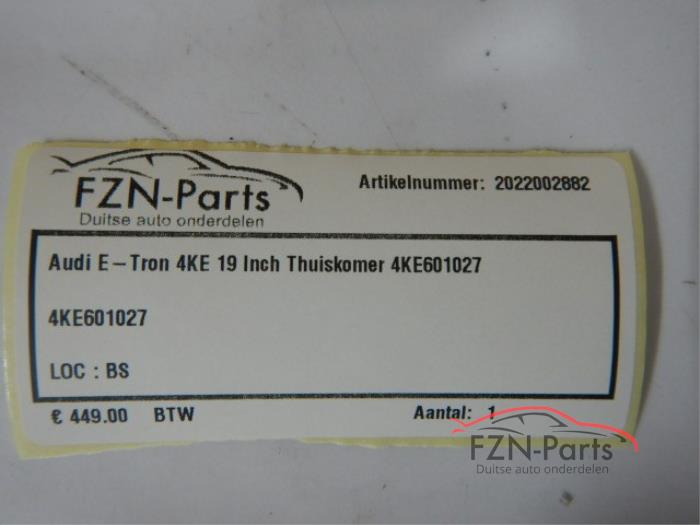 FZN-Parts
Duitse auto onderdelen
Artikelnummer: 2022002882
Audi E-Tron 4KE 19 Inch Thuiskomer 4KE601027
4KE601027
LOC : BS
€ 449.00 BTW
Aantal: 1
FZN-Parts
Duitse auto onderdelen